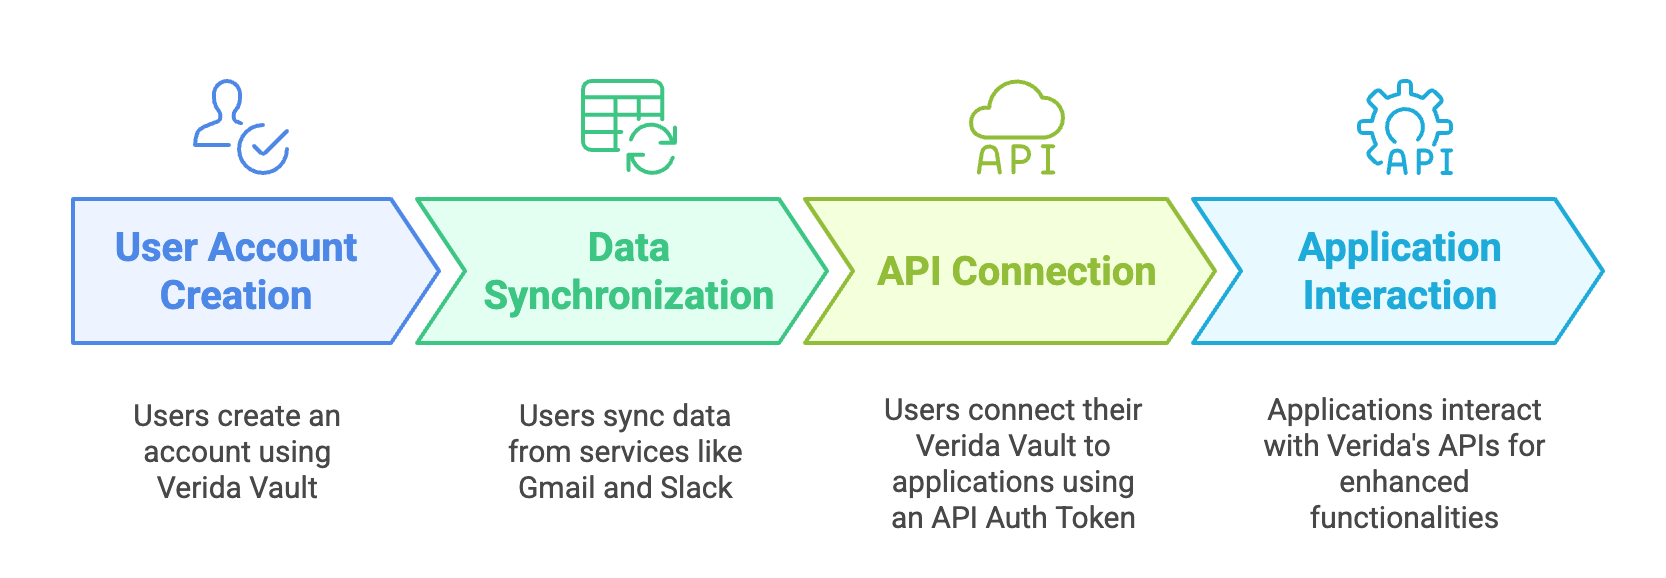 API
API
User Account
Creation
Data
Synchronization
API Connection
Application
Interaction
Users create an
account using
Verida Vault
Users sync data
from services like
Gmail and Slack
Users connect their
Verida Vault to
applications using
an API Auth Token
Applications interact
with Verida's APIs for
enhanced
functionalities